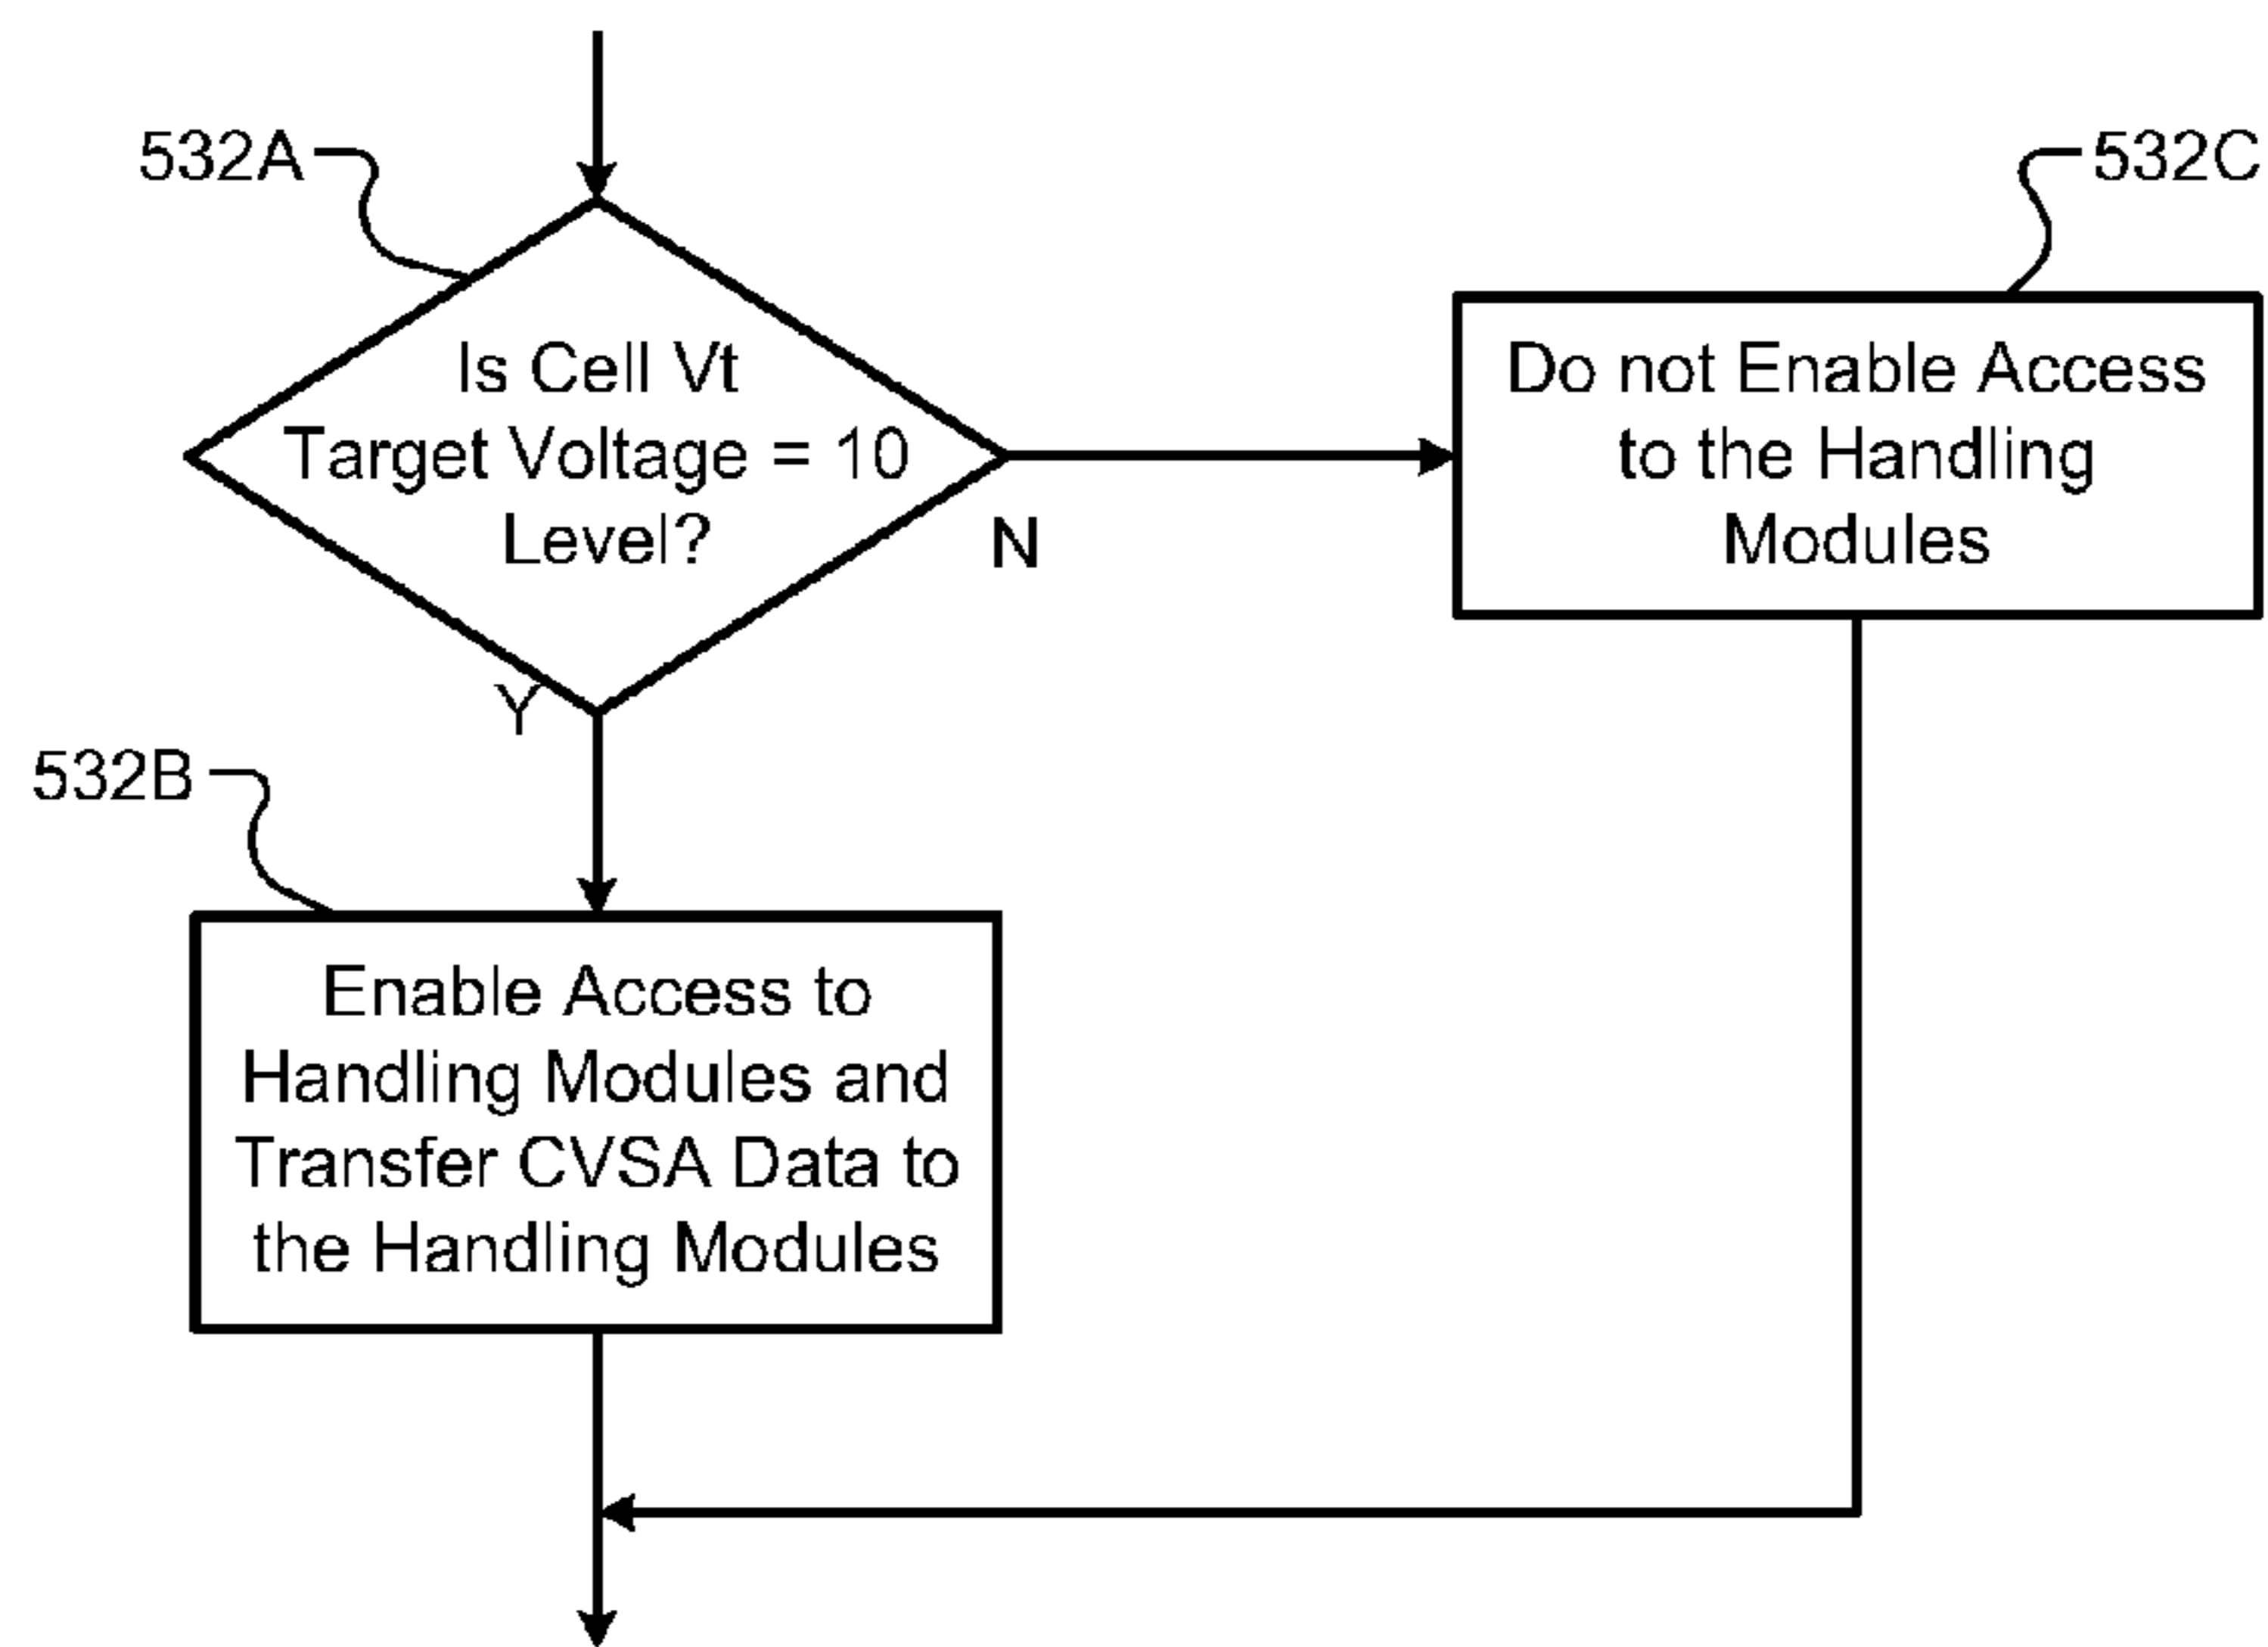 532A
532C
Is Cell Vt
Target Voltage = 10
Level?
Do not Enable Access
to the Handling
Modules
N
Y
532B
Enable Access to
Handling Modules and
Transfer CVSA Data to
the Handling Modules